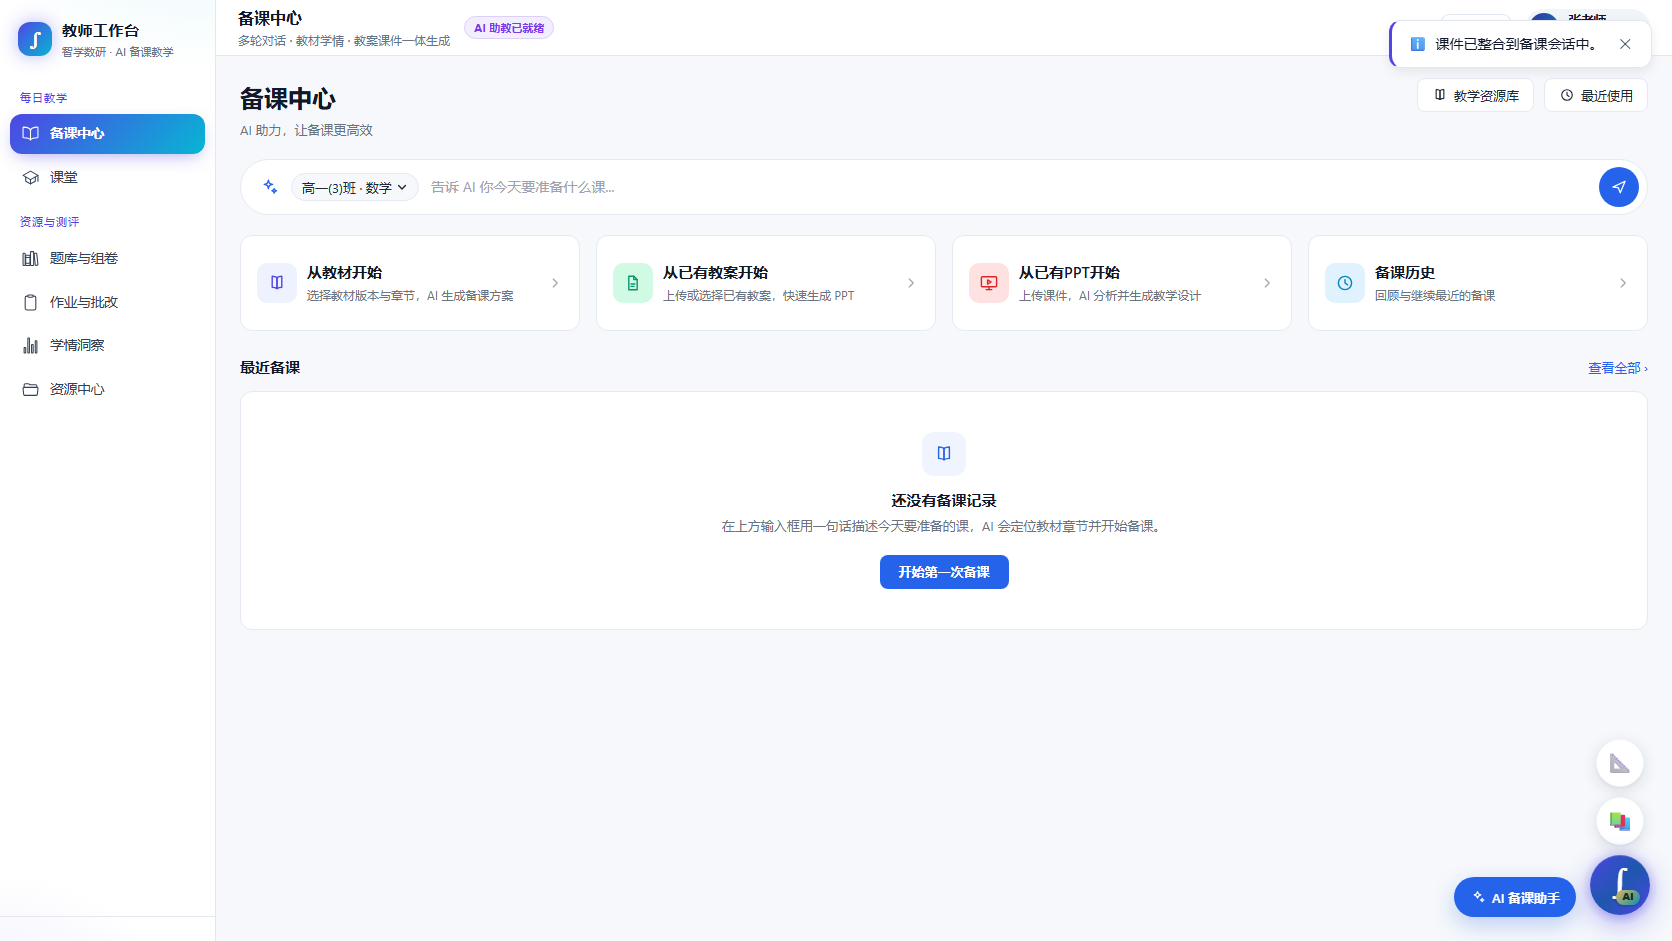 教师工作台
智学数研 · AI 备课教学
每日教学
备课中心
课堂
资源与测评
题库与组卷
作业与批改
学情洞察
资源中心
备课中心
多轮对话 · 教材学情 · 教案课件一体生成
AI 助教已就绪
课件已整合到备课会话中。
备课中心
AI 助力，让备课更高效
教学资源库
最近使用
高一(3)班 · 数学
告诉 AI 你今天要准备什么课...
从教材开始
选择教材版本与章节，AI 生成备课方案
从已有教案开始
上传或选择已有教案，快速生成 PPT
从已有PPT开始
上传课件，AI 分析并生成教学设计
备课历史
回顾与继续最近的备课
最近备课
查看全部 ›
还没有备课记录
在上方输入框用一句话描述今天要准备的课，AI 会定位教材章节并开始备课。
开始第一次备课
AI 备课助手
AI